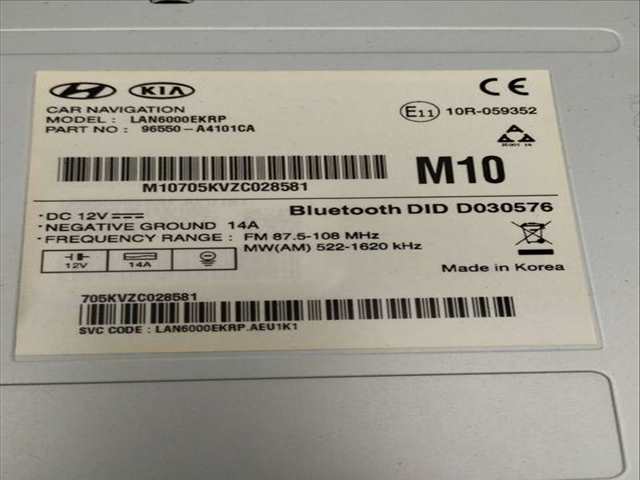 HYUNDAI KIA CE
CAR NAVIGATION
MODEL : LAN6000EKRP
PART NO : 96550-A4101CA
E11 10R-059352
M10705KVZC028581
M10
Bluetooth DID D030576
·DC 12V
·NEGATIVE GROUND 14A
·FREQUENCY RANGE : FM 87.5-108 MHz
MW(AM) 522-1620 kHz
12V 14A
Made in Korea
705KVZC028581
SVC CODE : LAN6000EKRP.AEU1K1